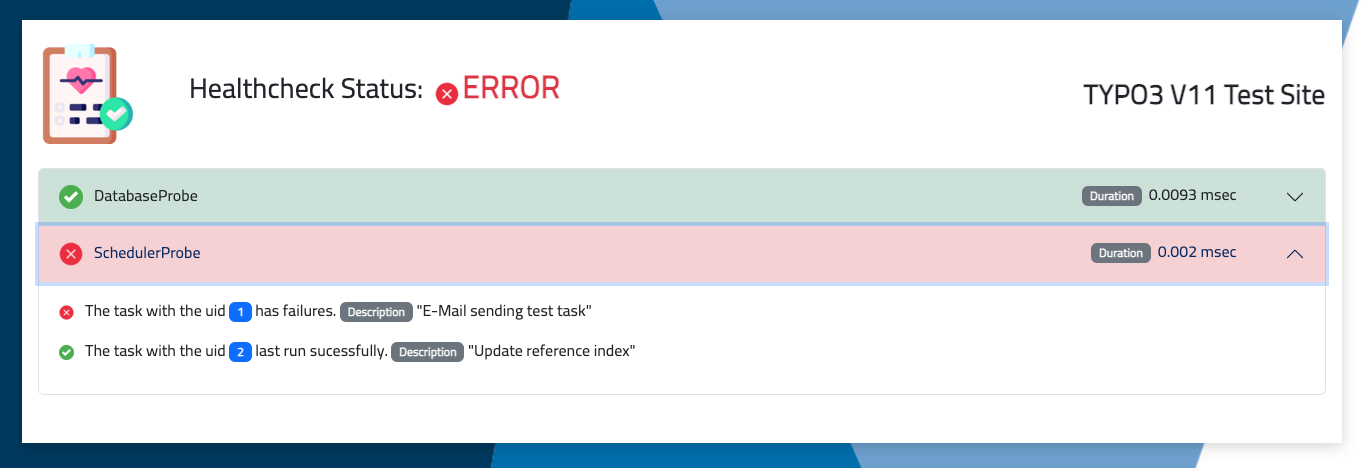 Healthcheck Status: ERROR
TYPO3 V11 Test Site
DatabaseProbe Duration 0.0093 msec
SchedulerProbe Duration 0.002 msec
The task with the uid 1 has failures. Description "E-Mail sending test task"
The task with the uid 2 last run sucessfully. Description "Update reference index"